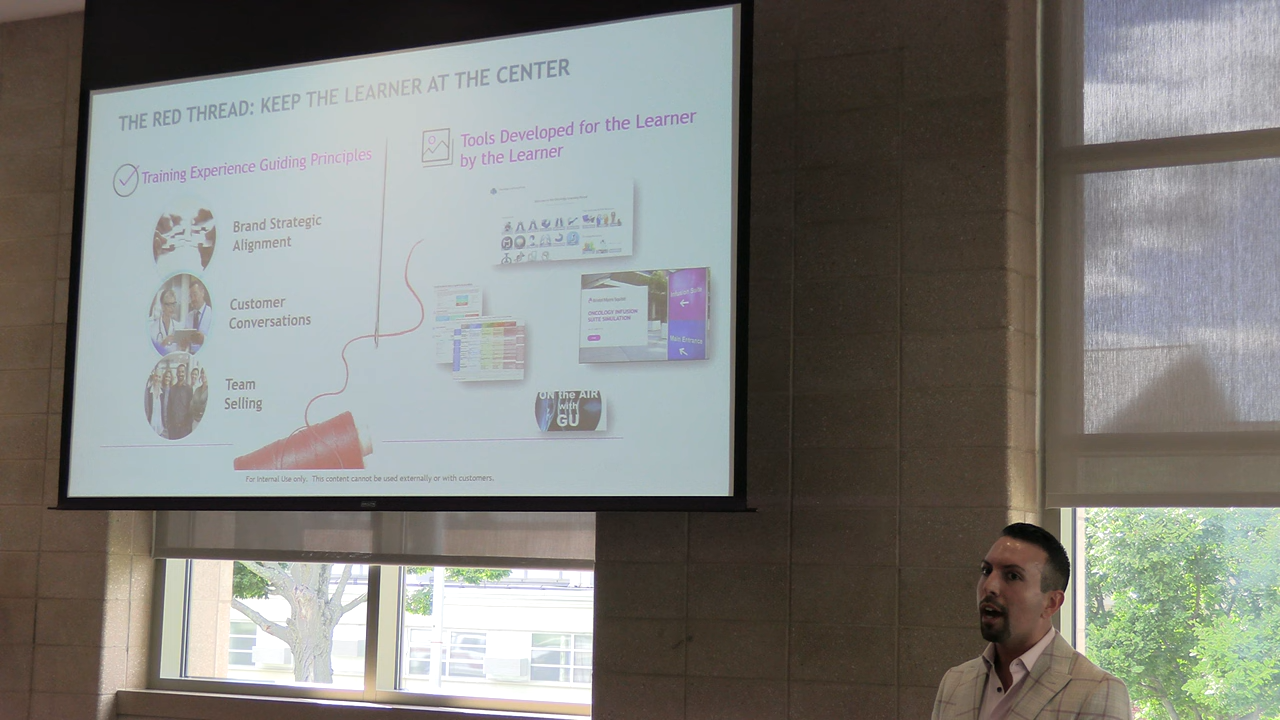 THE RED THREAD: KEEP THE LEARNER AT THE CENTER
Training Experience Guiding Principles
Brand Strategic
Alignment
Customer
Conversations
Team
Selling
Tools Developed for the Learner
by the Learner
ONCOLOGY INFUSION
SUITE SIMULATION
Infusion Suite
Main Entrance
ON the AIR
with
GU
For Internal Use only. This content cannot be used externally or with customers.